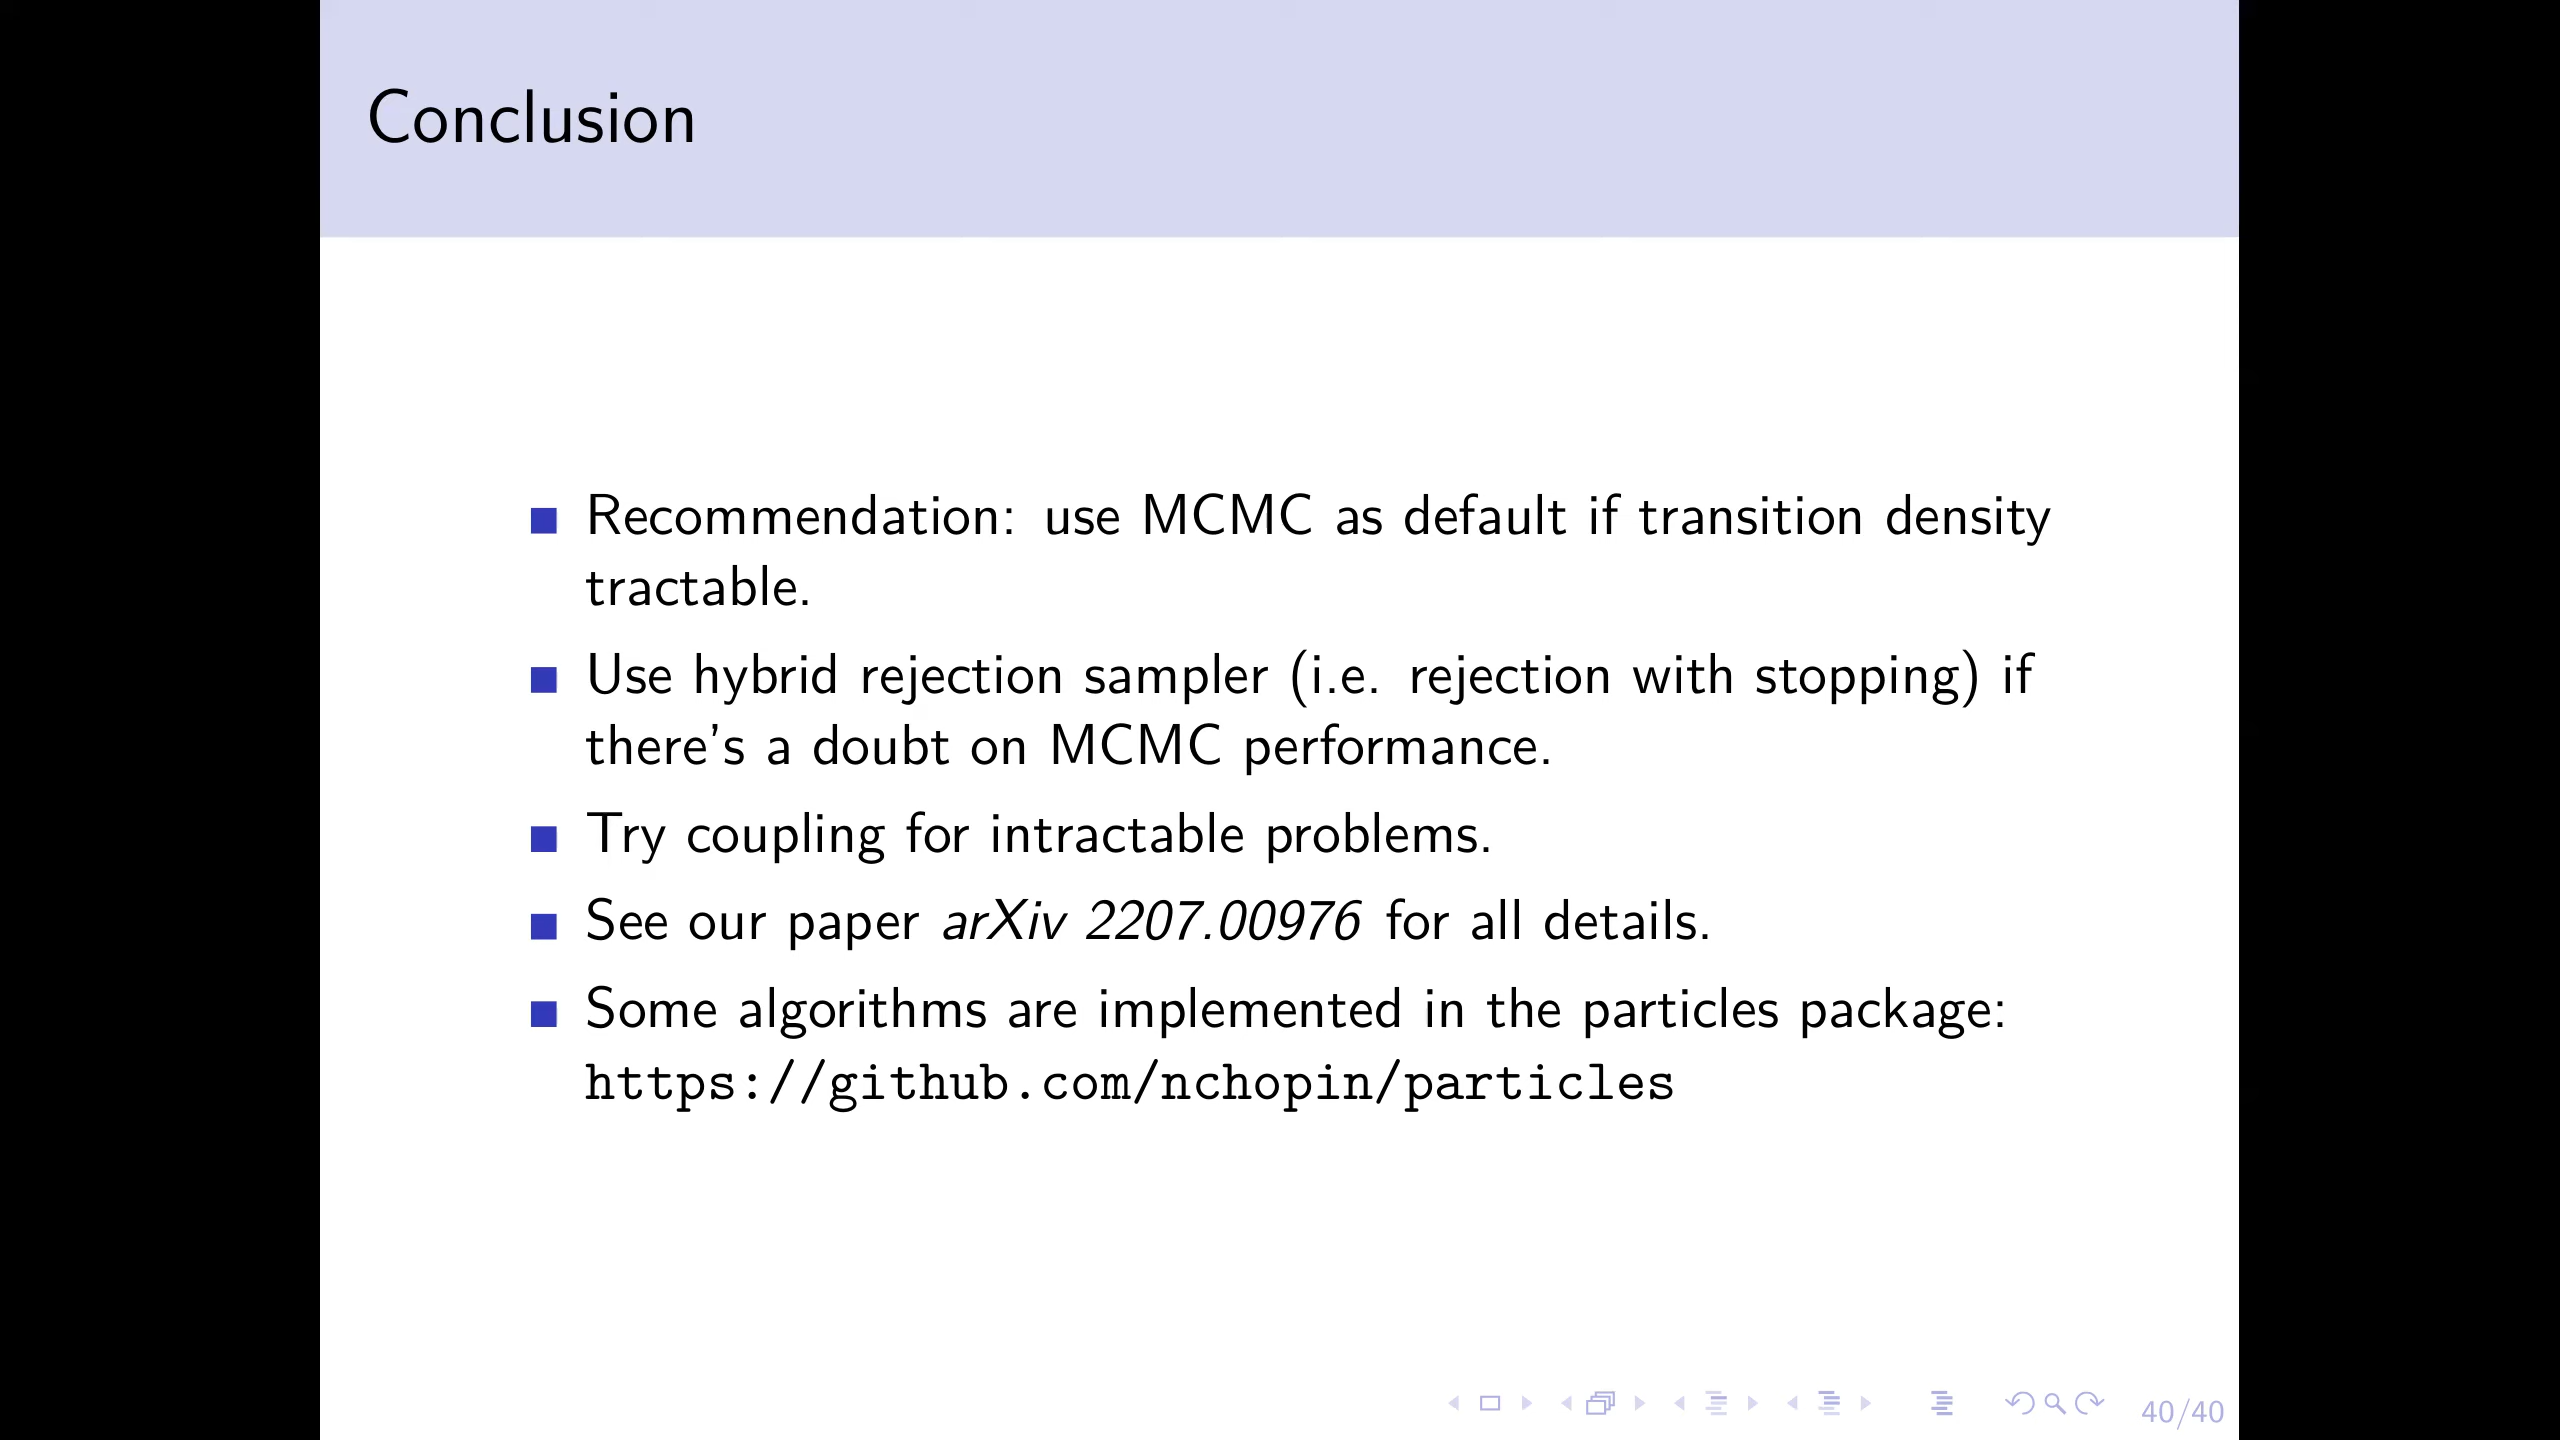 Conclusion
Recommendation: use MCMC as default if transition density
tractable.
Use hybrid rejection sampler (i.e. rejection with stopping) if
there's a doubt on MCMC performance.
Try coupling for intractable problems.
See our paper arXiv 2207.00976 for all details.
Some algorithms are implemented in the particles package:
https://github.com/nchopin/particles
40/40